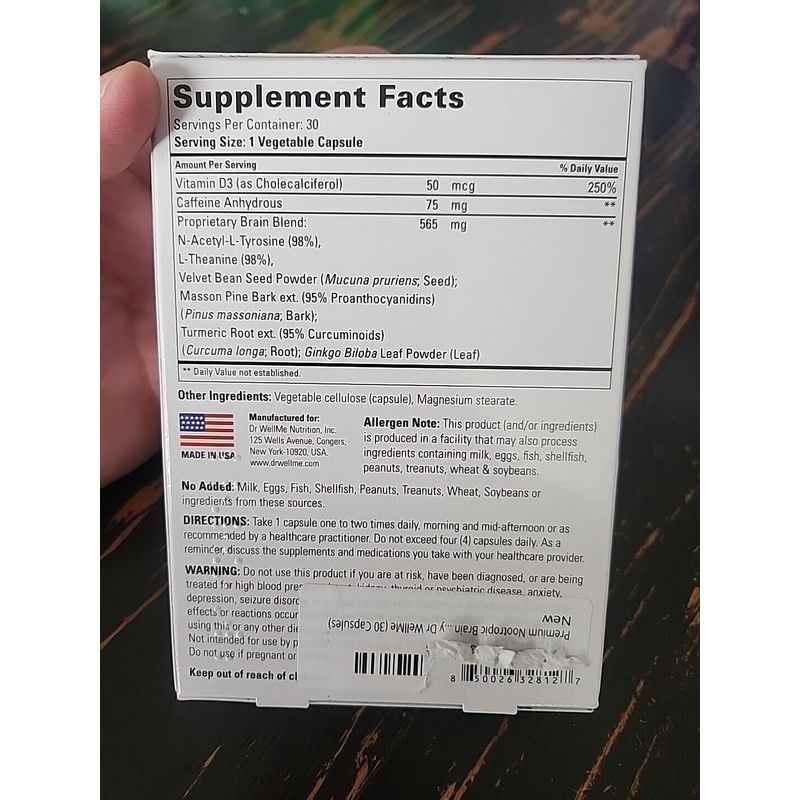 Supplement Facts
Servings Per Container: 30
Serving Size: 1 Vegetable Capsule
Amount Per Serving % Daily Value
Vitamin D3 (as Cholecalciferol) 50 mcg 250%
Caffeine Anhydrous 75 mg **
Proprietary Brain Blend: 565 mg **
N-Acetyl-L-Tyrosine (98%),
L-Theanine (98%),
Velvet Bean Seed Powder (Mucuna pruriens; Seed);
Masson Pine Bark ext. (95% Proanthocyanidins)
(Pinus massoniana; Bark);
Turmeric Root ext. (95% Curcuminoids)
(Curcuma longa; Root); Ginkgo Biloba Leaf Powder (Leaf)
** Daily Value not established.
Other Ingredients: Vegetable cellulose (capsule), Magnesium stearate.
MADE IN USA
Manufactured for:
Dr WellMe Nutrition, Inc.
125 Wells Avenue, Congers,
New York-10920, USA.
www.drwellme.com
Allergen Note: This product (and/or ingredients)
is produced in a facility that may also process
ingredients containing milk, eggs, fish, shellfish,
peanuts, treanuts, wheat & soybeans.
No Added: Milk, Eggs, Fish, Shellfish, Peanuts, Treanuts, Wheat, Soybeans or
ingredients from these sources.
DIRECTIONS: Take 1 capsule one to two times daily, morning and mid-afternoon or as
recommended by a healthcare practitioner. Do not exceed four (4) capsules daily. As a
reminder, discuss the supplements and medications you take with your healthcare provider.
WARNING: Do not use this product if you are at risk, have been diagnosed, or are being
treated for high blood kidney, thyroid or psychiatric disease, anxiety,
depression, seizure
effects or reactions
using this or any other
Not intended for use by
Do not use if pregnant or
Keep out of reach of
Premium Nootropic Brain ...y Dr WellMe (30 Capsules)
New
8 50026 32812 7